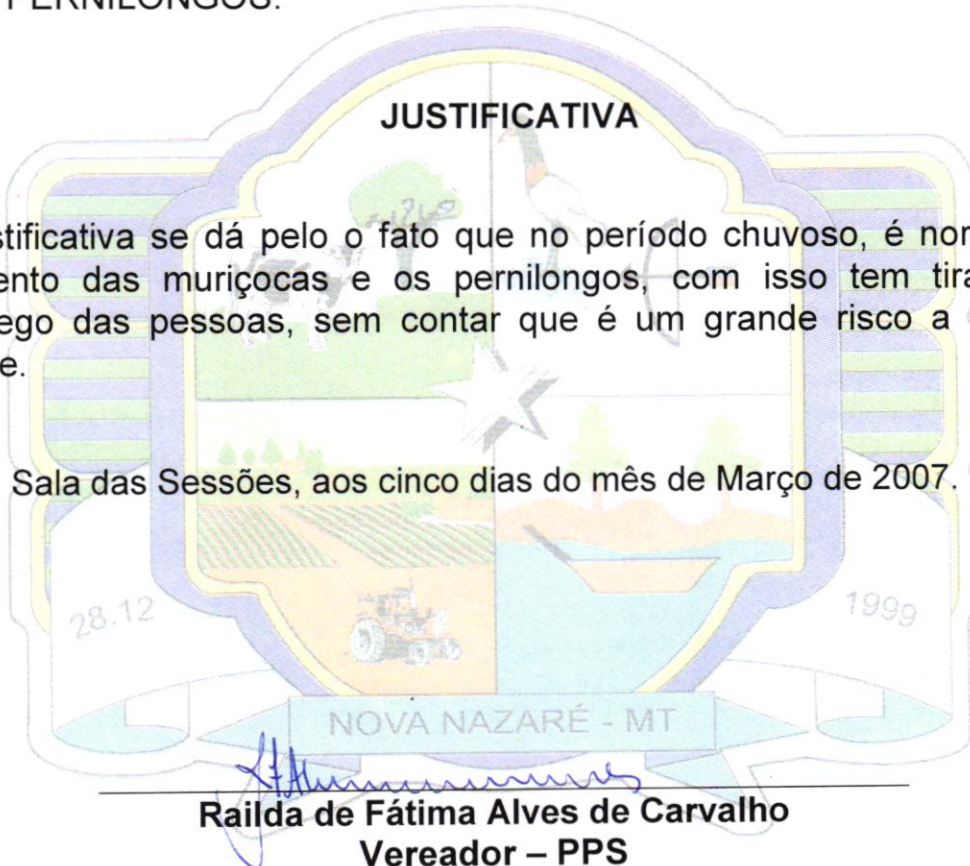 PERNILONGOS.
JUSTIFICATIVA
stificativa se dá pelo o fato que no período chuvoso, é nor
ento das muriçocas e os pernilongos, com isso tem tira
ego das pessoas, sem contar que é um grande risco a
e.
Sala das Sessões, aos cinco dias do mês de Março de 2007.
28.12
1999
NOVA NAZARÉ - MT
Railda de Fátima Alves de Carvalho
Vereador – PPS